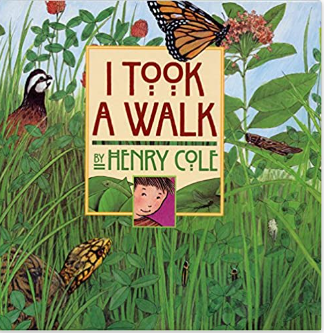 I TOOK
A WALK
BY HENRY COLE